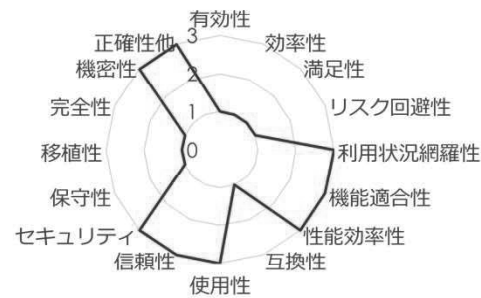 有効性
効率性
満足性
リスク回避性
利用状況網羅性
機能適合性
性能効率性
互換性
使用性
信頼性
セキュリティ
保守性
移植性
完全性
機密性
正確性他
3
2
1
0